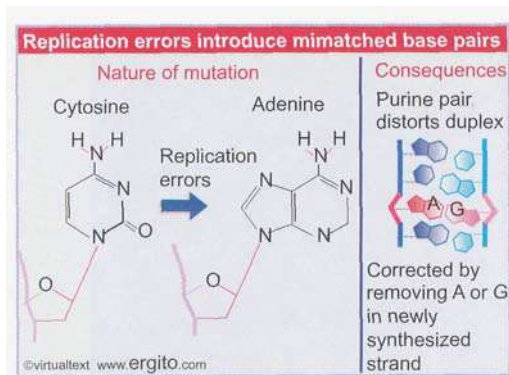 Replication errors introduce mimatched base pairs
Nature of mutation
Cytosine
Adenine
Replication
errors
H H
N
N
N
O
O
H H
N
N
N
N
N
O
Consequences
Purine pair
distorts duplex
A G
Corrected by
removing A or G
in newly
synthesized
strand
©virtualtext www.ergito.com